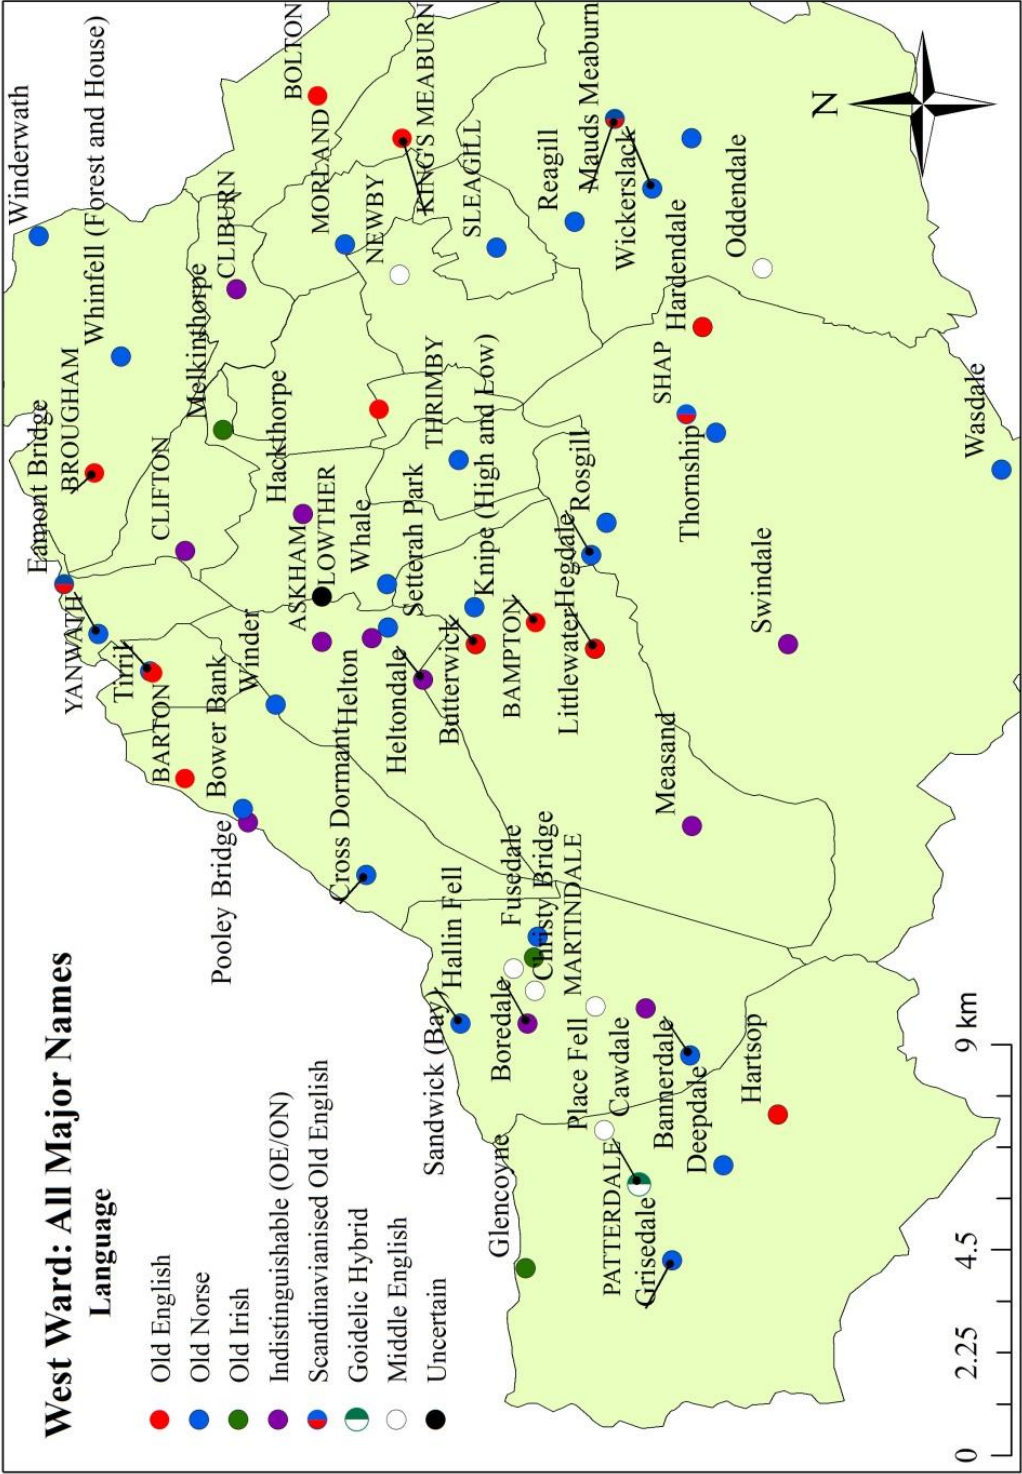 West Ward: All Major Names
Language
Old English
Old Norse
Old Irish
Indistinguishable (OE/ON)
Scandinavianised Old English
Goidelic Hybrid
Middle English
Uncertain
0
2.25
4.5
9 km
N
Winderwath
Whinfell (Forest and House)
Eamont Bridge
BROUGHAM
YANWATH
Tirril
CLIFTON
Melkinthorpe
CLIBURN
BOLTON
BARTON
Bower Bank
Winder
Hackthorpe
MORLAND
Pooley Bridge
ASKHAM
LOWTHER
NEWBY
KING'S MEABURN
Cross Dormant
Helton
Whale
THRIMBY
SLEAGILL
Heltondale
Setterah Park
Sandwick (Bay)
Hallin Fell
Butterwick
Knipe (High and Low)
Reagill
Glencoyne
Boredale
Fusedale
BAMPTON
Mauds Meaburn
Christy Bridge
MARTINDALE
Littlewater
Hegdale
Rosgill
Wickerslack
Place Fell
PATTERDALE
Cawdale
Measand
SHAP
Hardendale
Grisedale
Bannerdale
Thornship
Deepdale
Oddendale
Hartsop
Swindale
Wasdale